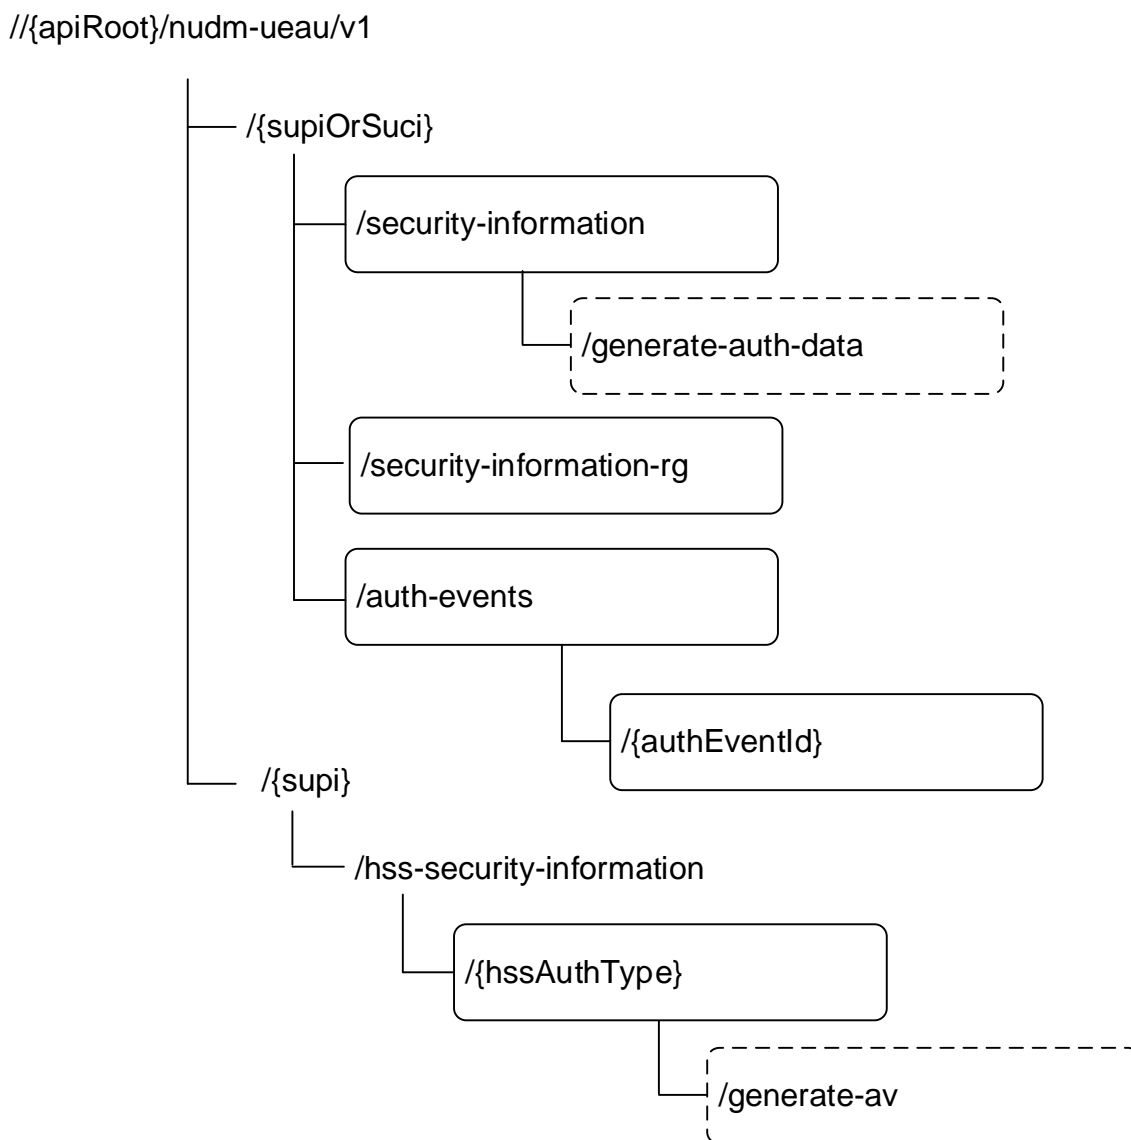 //{apiRoot}/nudm-ueau/v1
/{supiOrSuci}
/security-information
/generate-auth-data
/security-information-rg
/auth-events
/{authEventId}
/{supi}
/hss-security-information
/{hssAuthType}
/generate-av